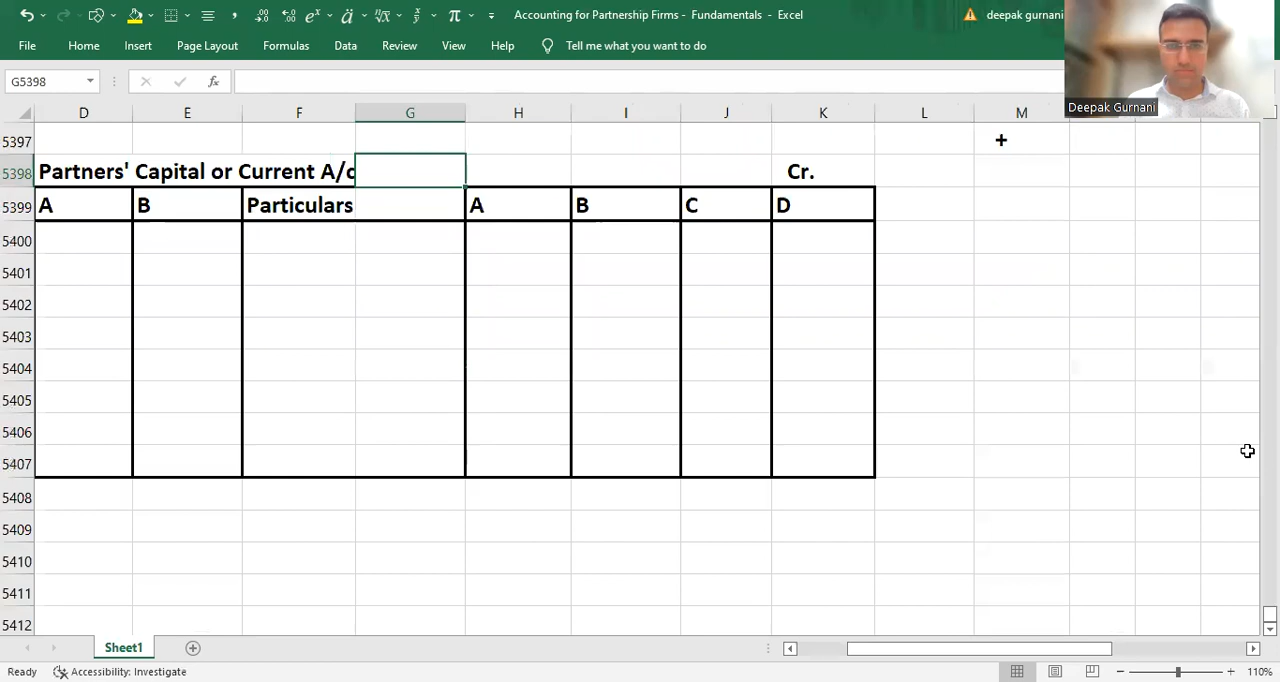 Accounting for Partnership Firms - Fundamentals - Excel
deepak gurnani
File Home Insert Page Layout Formulas Data Review View Help Tell me what you want to do
G5398
fx
Deepak Gurnani
D E F G H I J K L M
5397
5398 Partners' Capital or Current A/c Cr.
5399 A B Particulars A B C D
5400
5401
5402
5403
5404
5405
5406
5407
5408
5409
5410
5411
5412
Sheet1
Ready Accessibility: Investigate 110%